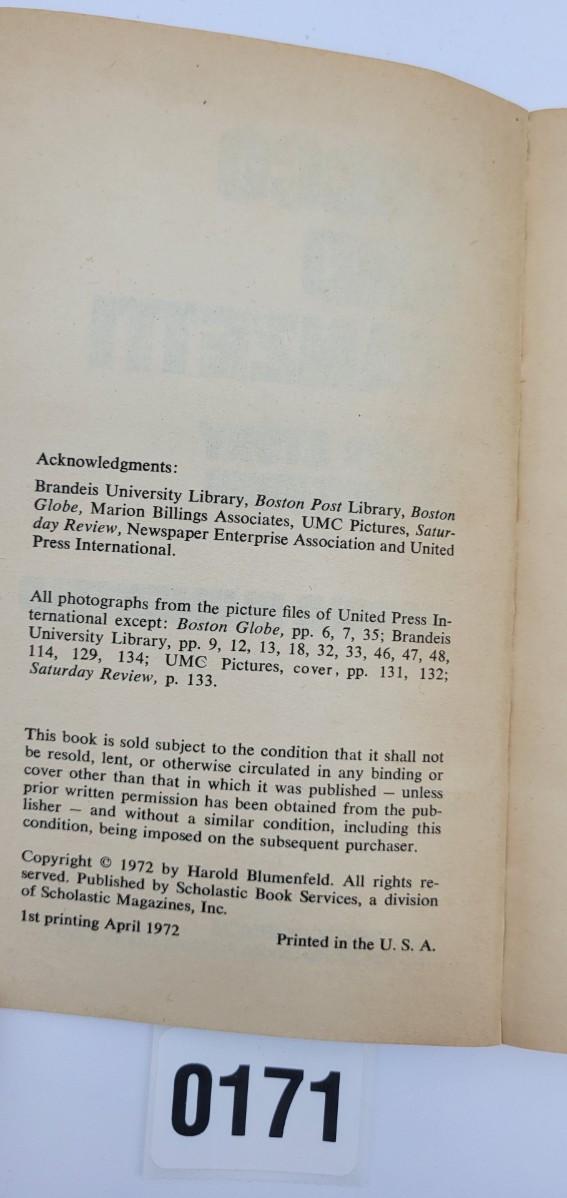 Acknowledgments:
Brandeis University Library, Boston Post Library, Boston
Globe, Marion Billings Associates, UMC Pictures, Satur-
day Review, Newspaper Enterprise Association and United
Press International.
All photographs from the picture files of United Press In-
ternational except: Boston Globe, pp. 6, 7, 35; Brandeis
University Library, pp. 9, 12, 13, 18, 32, 33, 46, 47, 48,
114, 129, 134; UMC Pictures, cover, pp. 131, 132;
Saturday Review, p. 133.
This book is sold subject to the condition that it shall not
be resold, lent, or otherwise circulated in any binding or
cover other than that in which it was published — unless
prior written permission has been obtained from the pub-
lisher — and without a similar condition, including this
condition, being imposed on the subsequent purchaser.
Copyright © 1972 by Harold Blumenfeld. All rights re-
served. Published by Scholastic Book Services, a division
of Scholastic Magazines, Inc.
1st printing April 1972
Printed in the U. S. A.
0171